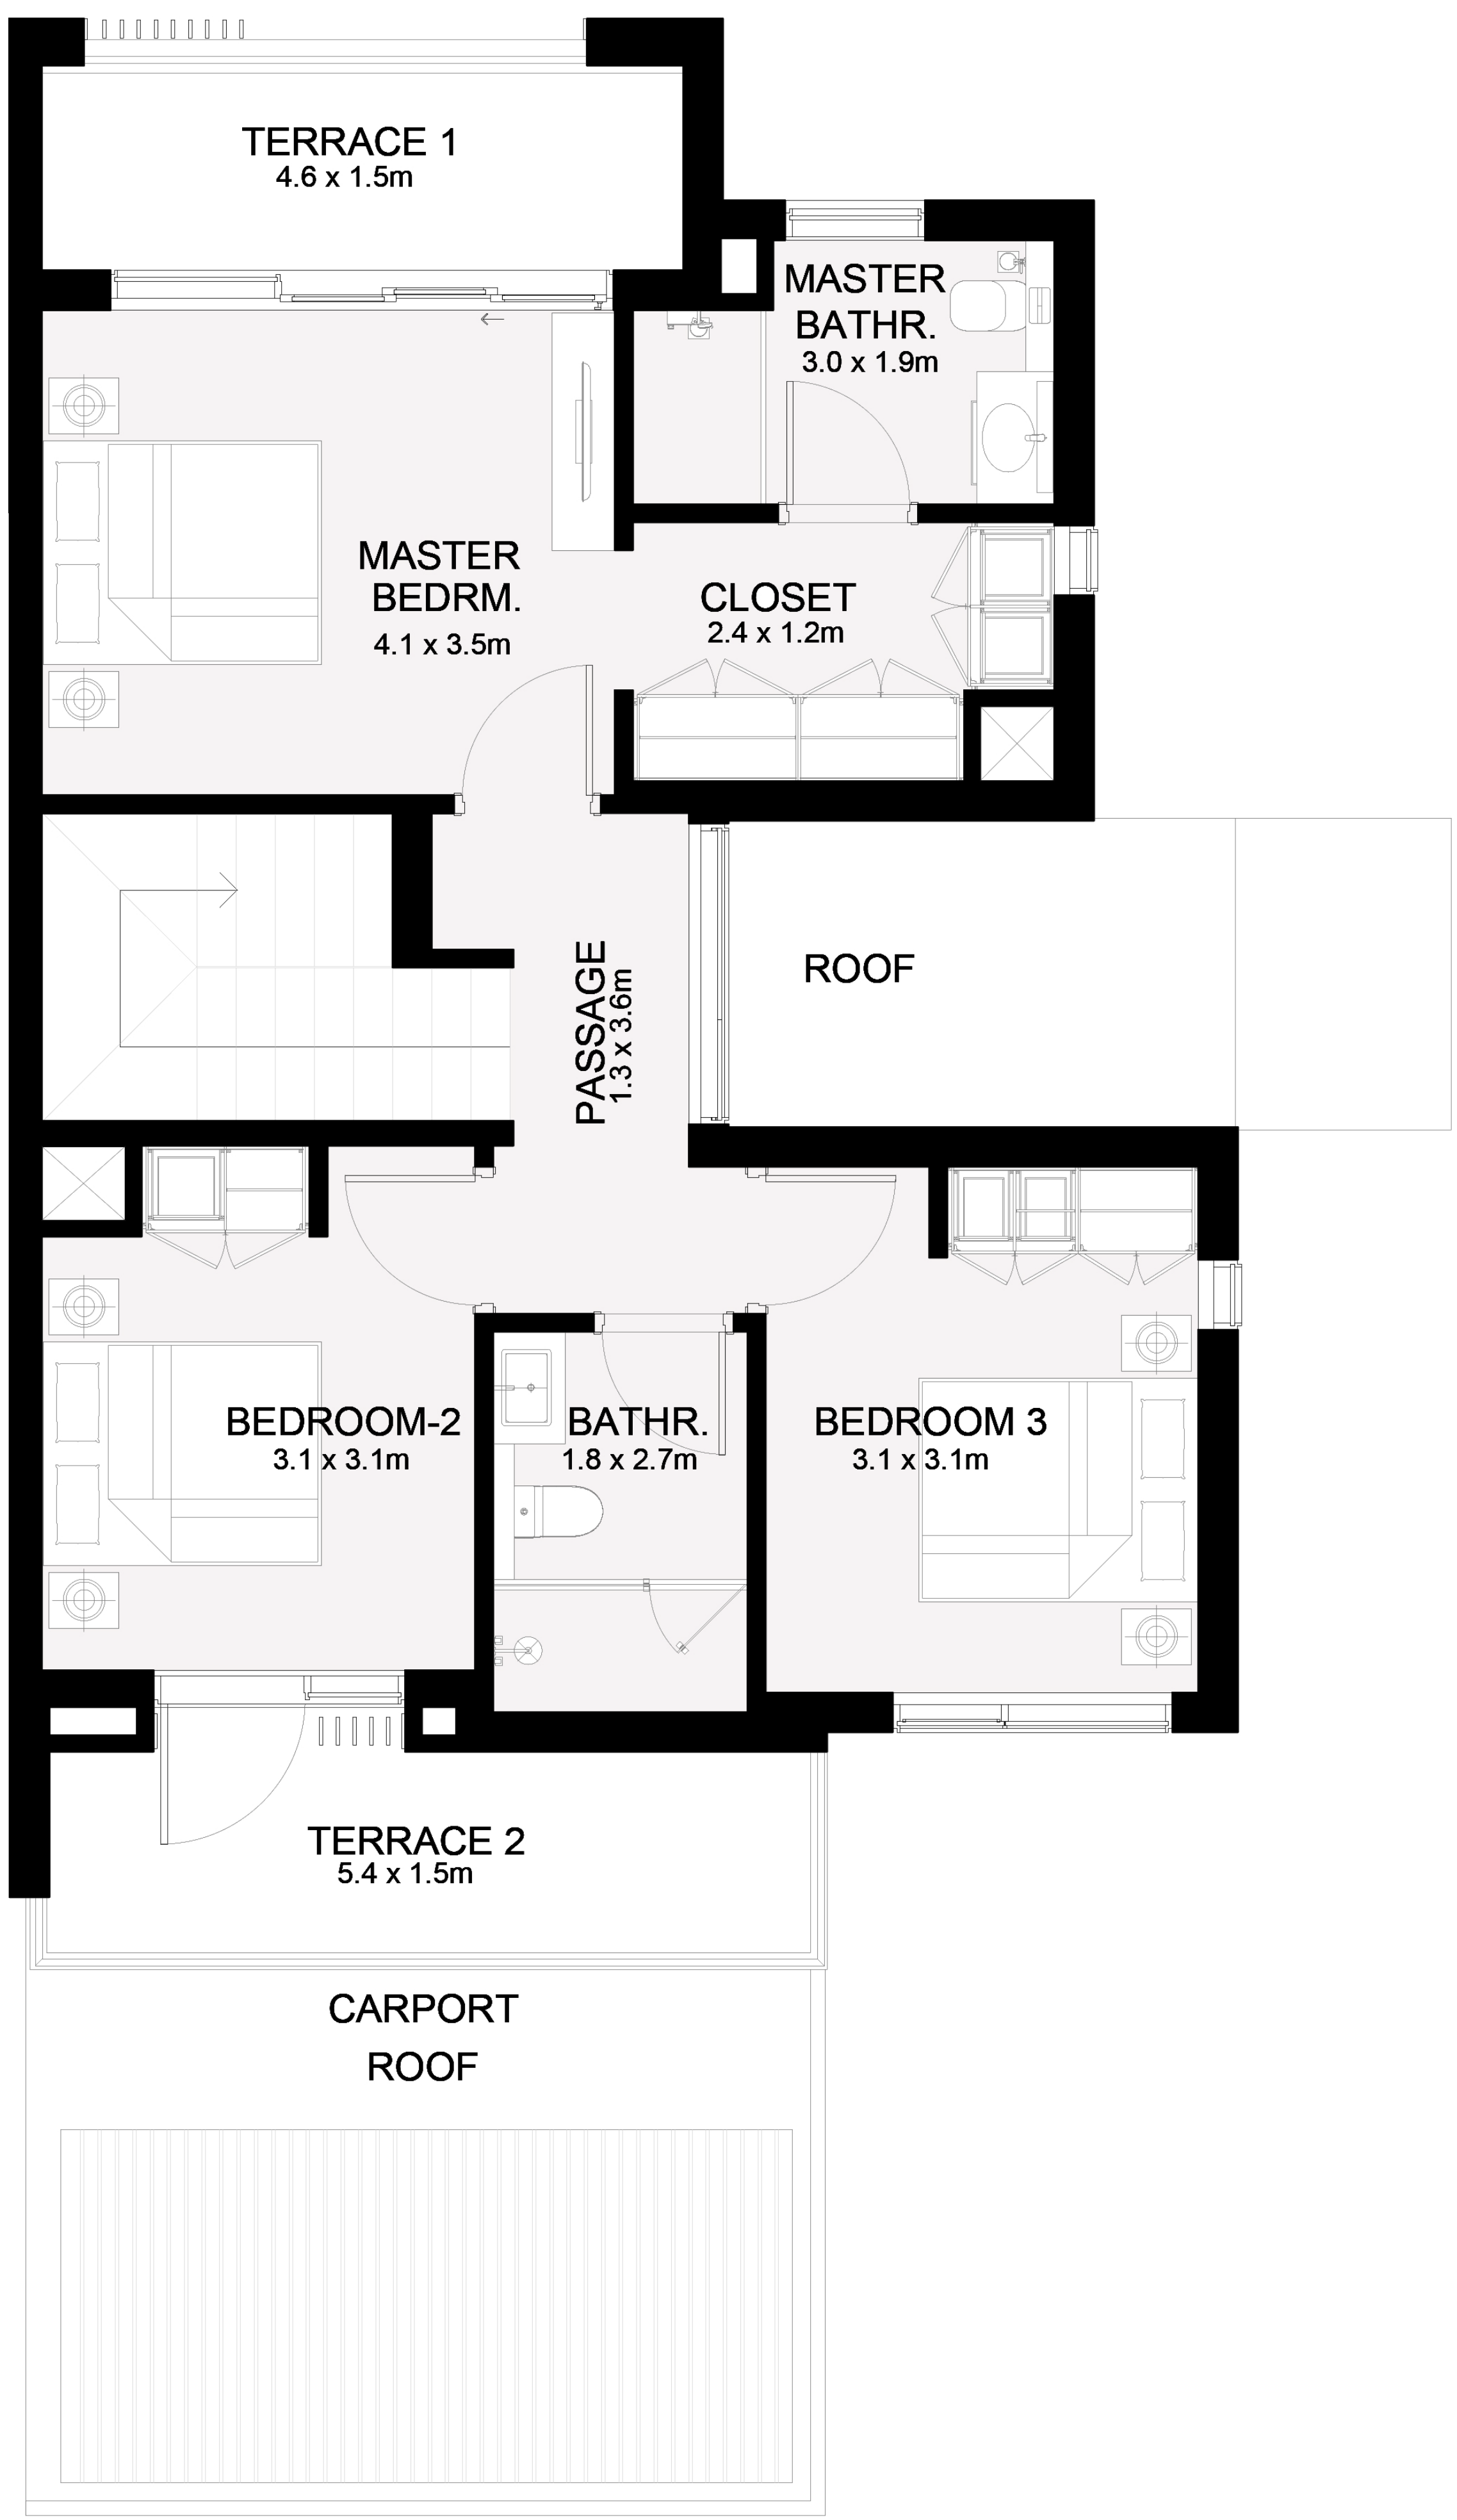 TERRACE 1
4.6 x 1.5m
MASTER
BATHR.
3.0 x 1.9m
MASTER
BEDRM.
4.1 x 3.5m
CLOSET
2.4 x 1.2m
PASSAGE
1.3 x 3.6m
ROOF
BEDROOM-2
3.1 x 3.1m
BATHR.
1.8 x 2.7m
BEDROOM 3
3.1 x 3.1m
TERRACE 2
5.4 x 1.5m
CARPORT
ROOF